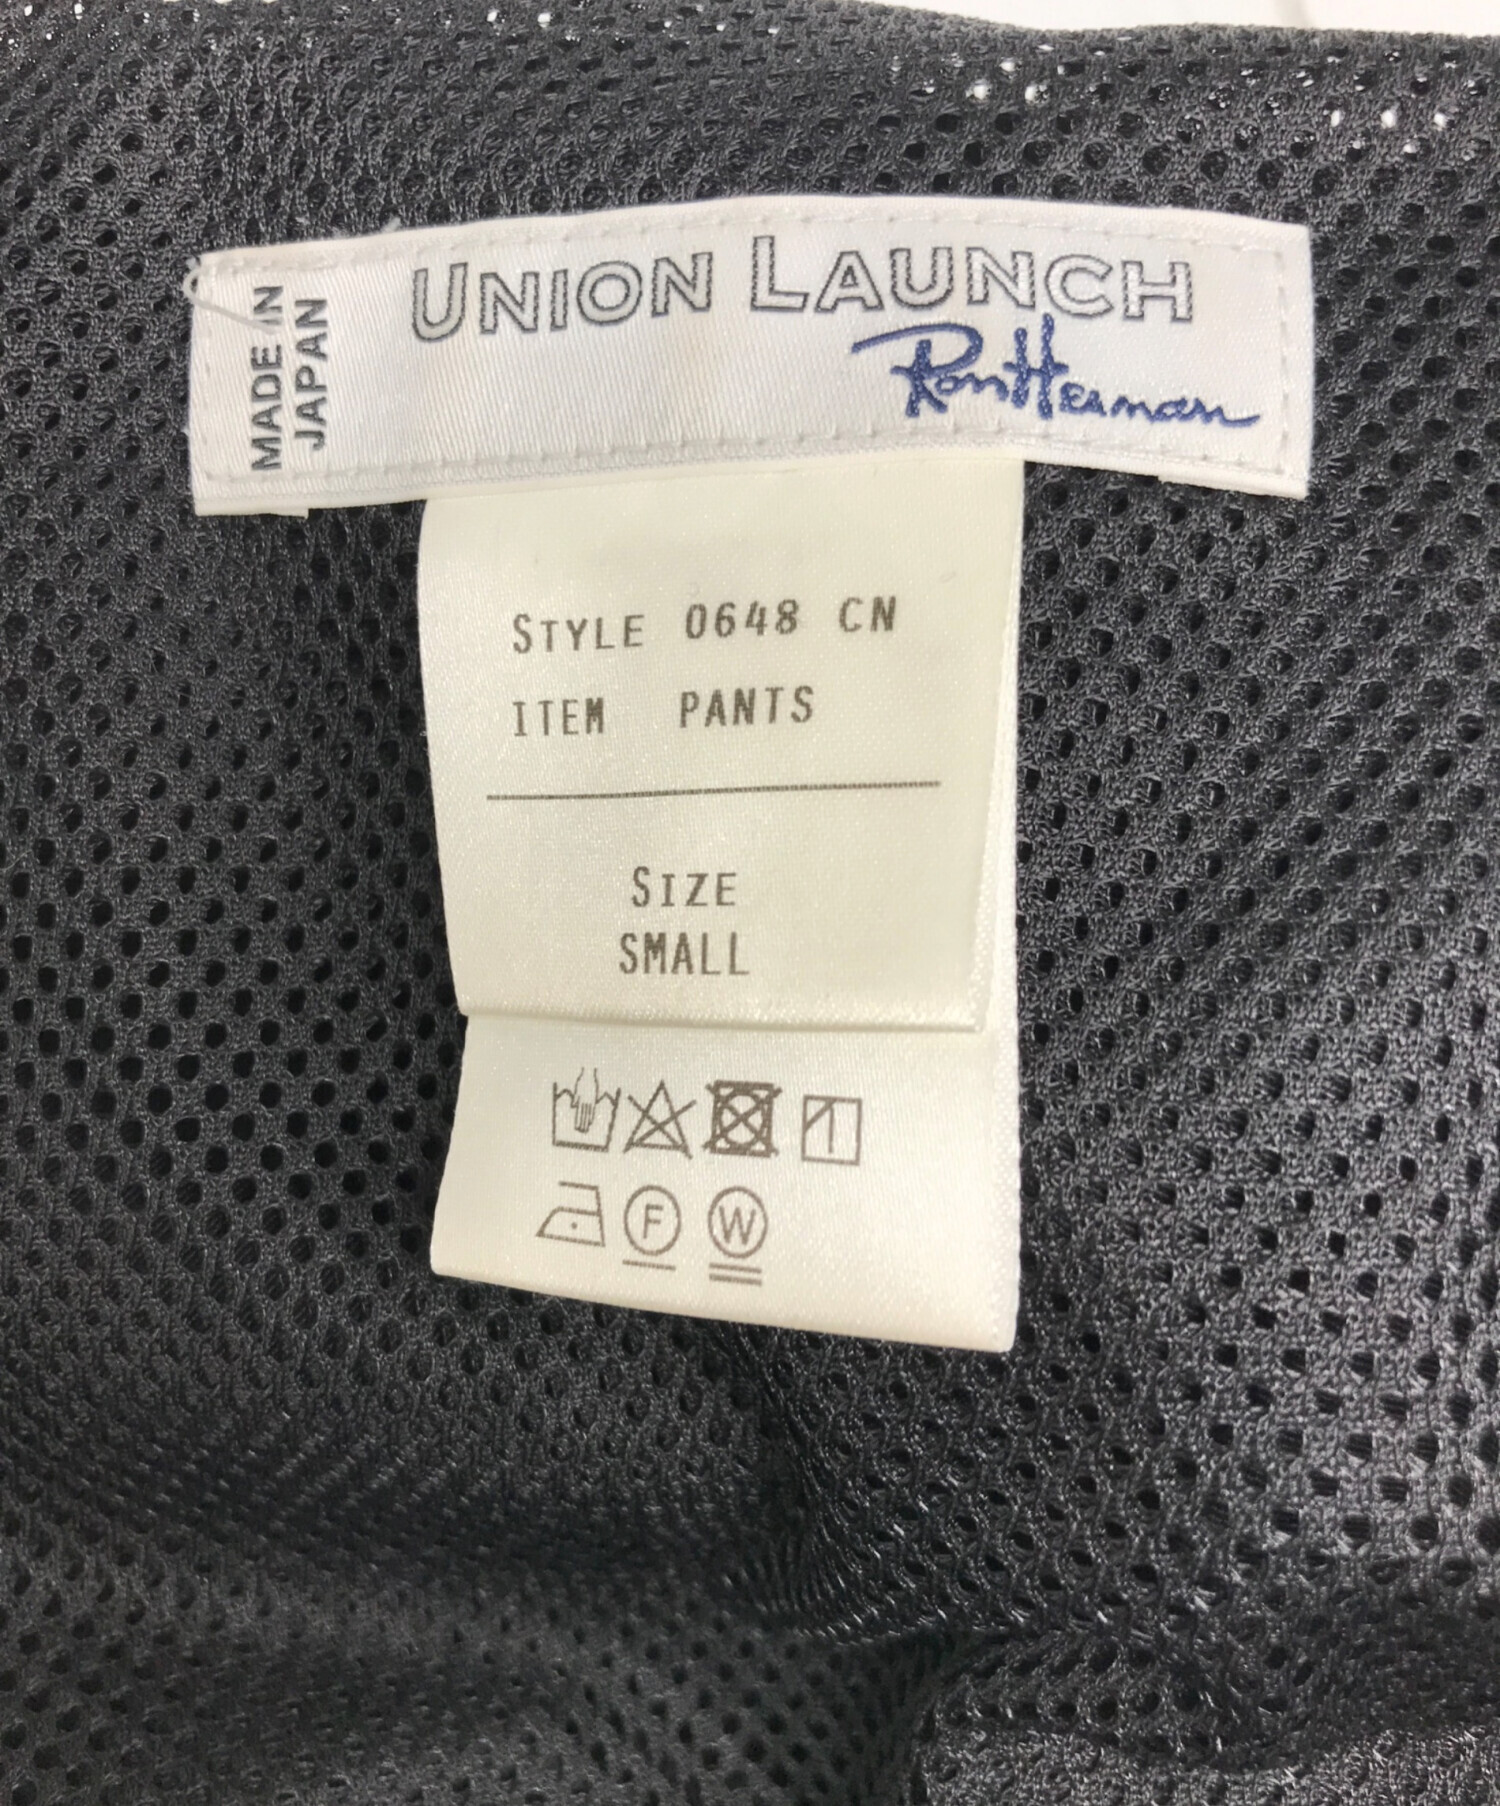 MADE IN
JAPAN
UNION LAUNCH
Ron Herman
STYLE 0648 CN
ITEM PANTS
SIZE
SMALL
F W